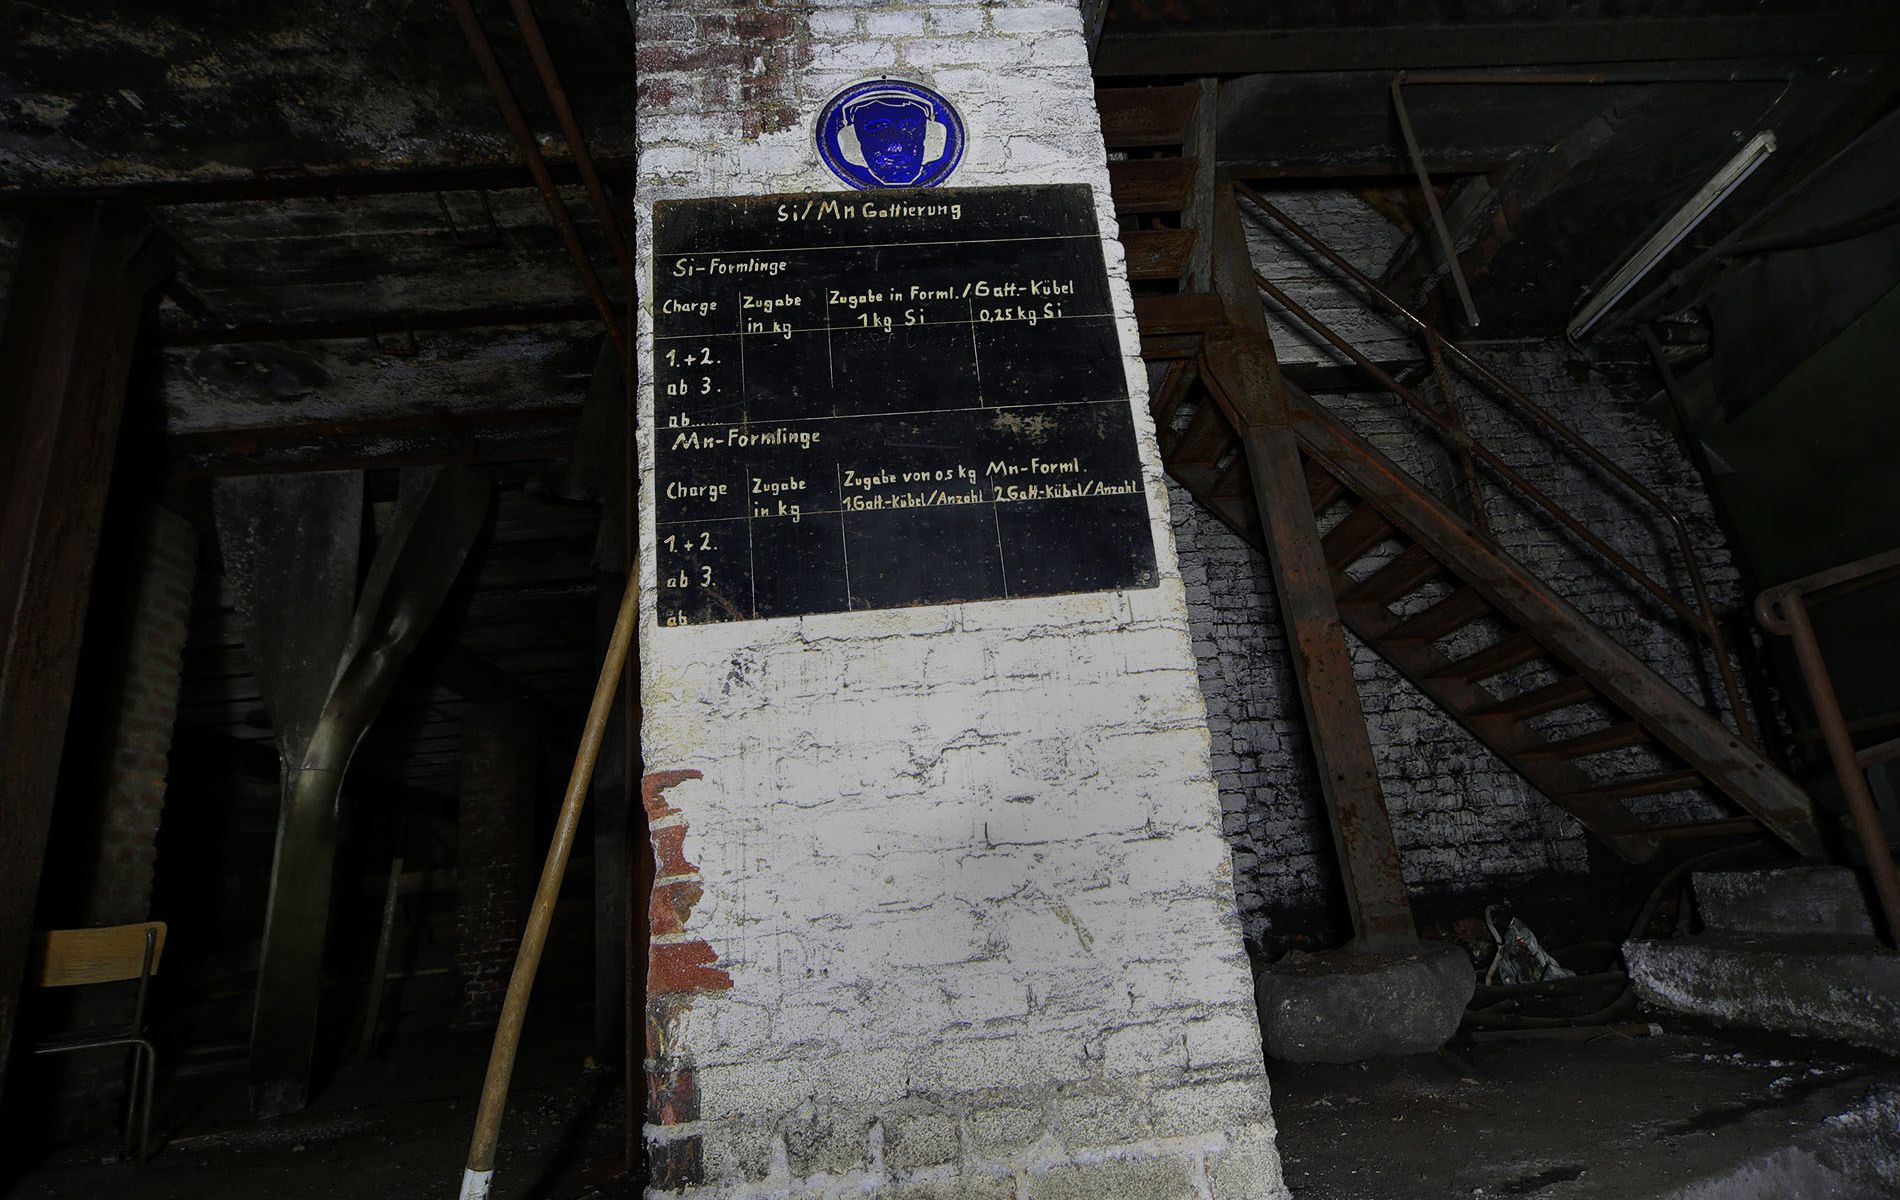 Si/Mn Gattierung
Si-Formlinge
Charge Zugabe in kg Zugabe in Forml./Gatt.-Kübel
1kg Si 0,25kg Si
1.+2.
ab 3.
ab.......
Mn-Formlinge
Charge Zugabe in kg Zugabe von 0,5 kg Mn-Forml.
1.Gatt.-Kübel/Anzahl 2.Gatt.-Kübel/Anzahl
1.+2.
ab 3.
ab.......